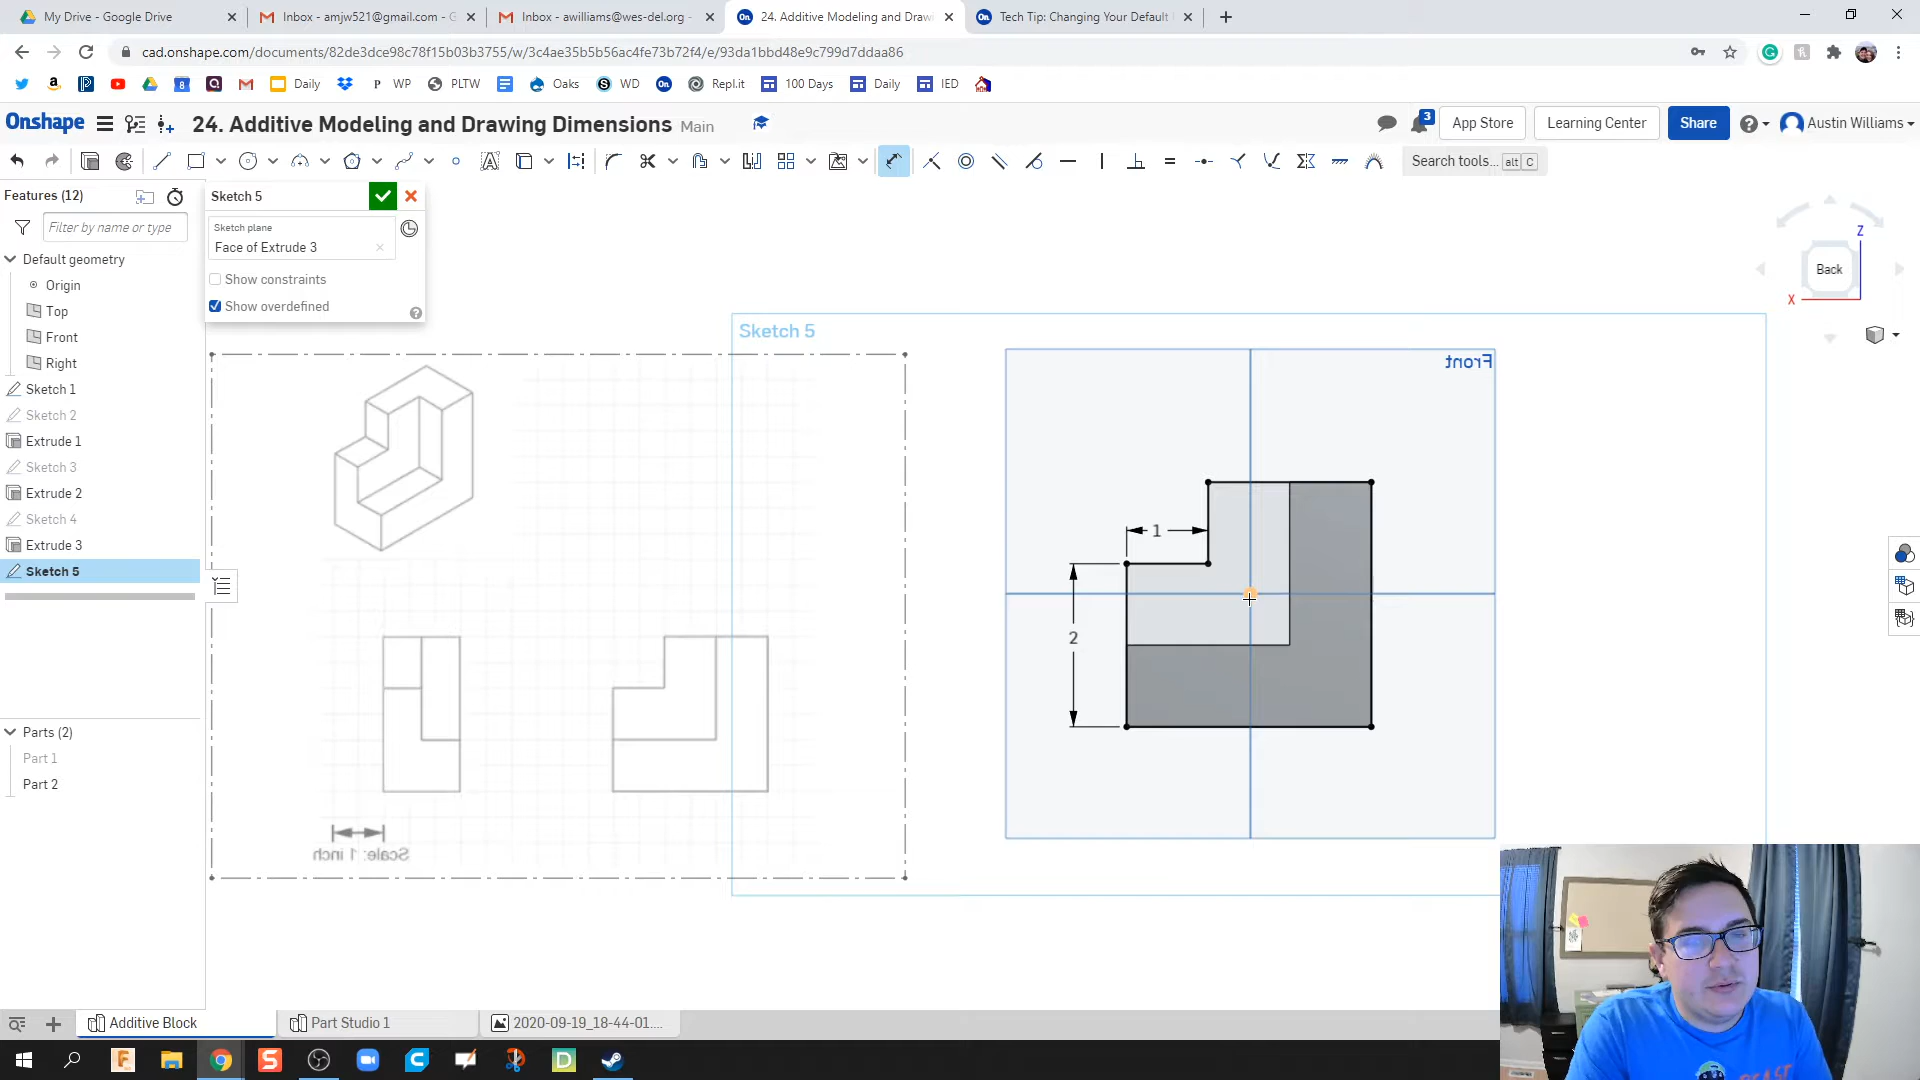 My Drive - Google Drive
Inbox - amjw521@gmail.com - G
Inbox - awilliams@wes-del.org -
24. Additive Modeling and Drawi
Tech Tip: Changing Your Default
cad.onshape.com/documents/82de3dce98c78f15b03b3755/w/3c4ae35b5b56ac4fe73b72f4/e/93da1bbd48e9c799d7ddaa86
Daily
WP
PLTW
Oaks
WD
Repl.it
100 Days
Daily
IED
Onshape
24. Additive Modeling and Drawing Dimensions Main
3
App Store
Learning Center
Share
Austin Williams
Search tools... alt C
Features (12)
Filter by name or type
Default geometry
Origin
Top
Front
Right
Sketch 1
Sketch 2
Extrude 1
Sketch 3
Extrude 2
Sketch 4
Extrude 3
Sketch 5
Parts (2)
Part 1
Part 2
Sketch 5
Sketch plane
Face of Extrude 3
Show constraints
Show overdefined
Sketch 5
Front
1
2
Scale: 1 inch
Z
Back
X
Additive Block
Part Studio 1
2020-09-19_18-44-01....